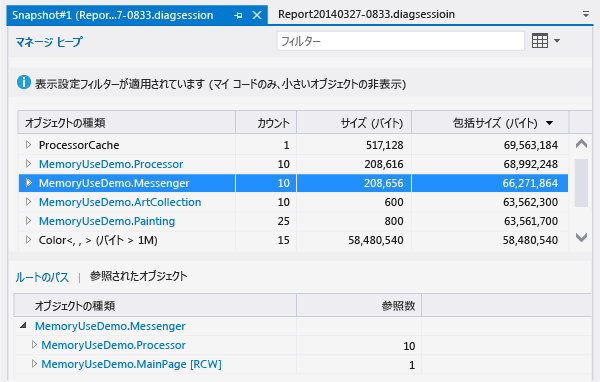 Snapshot#1 (Repor...7-0833.diagsession)
Report20140327-0833.diagsessioin
マネージ ヒープ
フィルター
表示設定フィルターが適用されています (マイ コードのみ、小さいオブジェクトの非表示)
オブジェクトの種類 カウント サイズ (バイト) 包括サイズ (バイト)
ProcessorCache 1 517,128 69,563,184
MemoryUseDemo.Processor 10 208,616 68,992,248
MemoryUseDemo.Messenger 10 208,656 66,271,864
MemoryUseDemo.ArtCollection 10 600 63,562,300
MemoryUseDemo.Painting 25 800 63,561,700
Color<, , > (バイト > 1M) 15 58,480,540 58,480,540
ルートのパス | 参照されたオブジェクト
オブジェクトの種類 参照数
MemoryUseDemo.Messenger
MemoryUseDemo.Processor 10
MemoryUseDemo.MainPage [RCW] 1